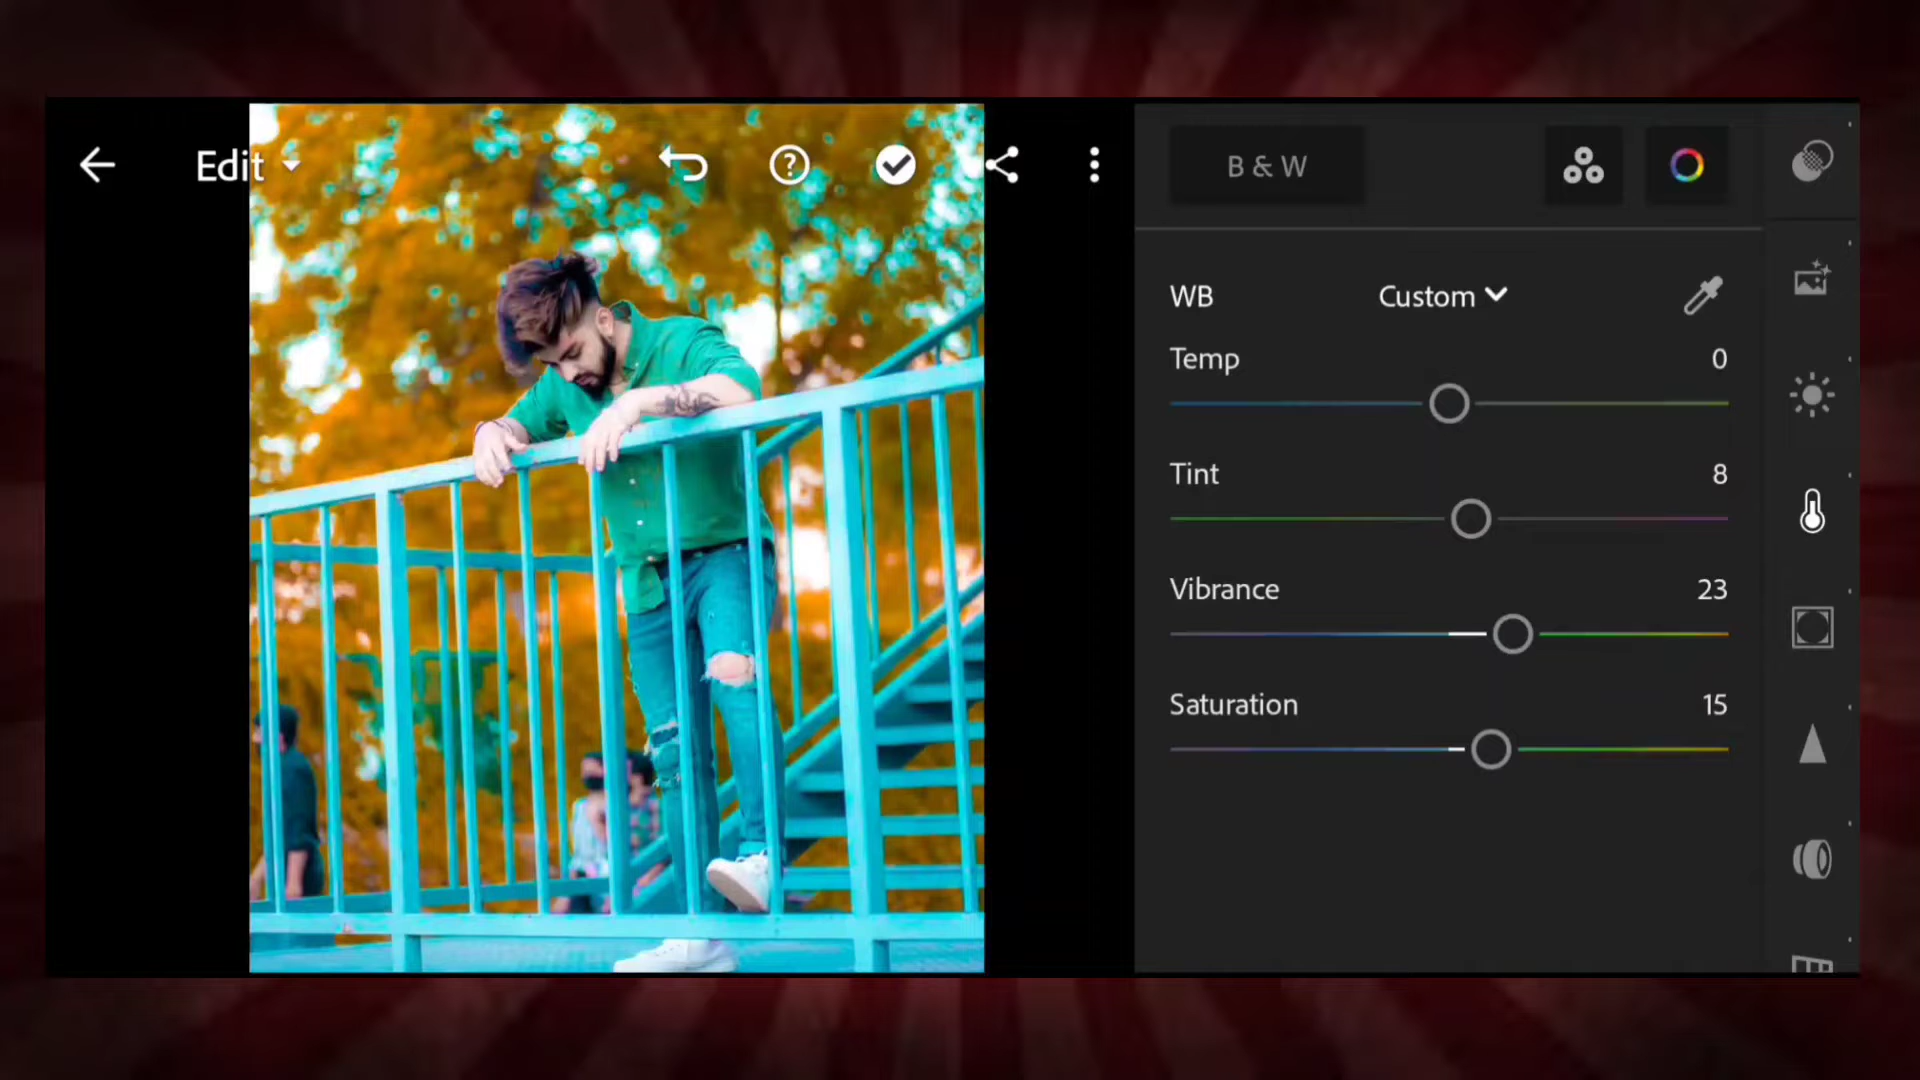 Edit
B & W
WB Custom
Temp 0
Tint 8
Vibrance 23
Saturation 15